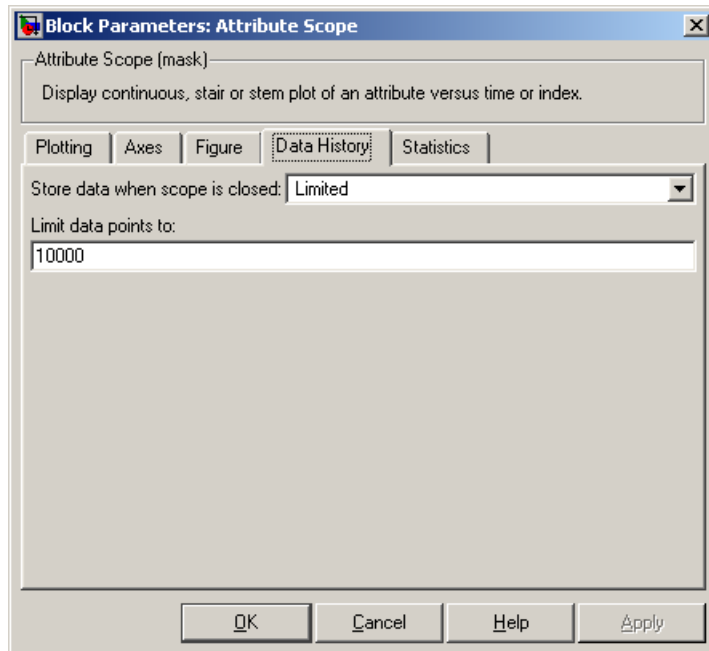 Block Parameters: Attribute Scope
Attribute Scope (mask)
Display continuous, stair or stem plot of an attribute versus time or index.
Plotting Axes Figure Data History Statistics
Store data when scope is closed: Limited
Limit data points to:
10000
OK Cancel Help Apply